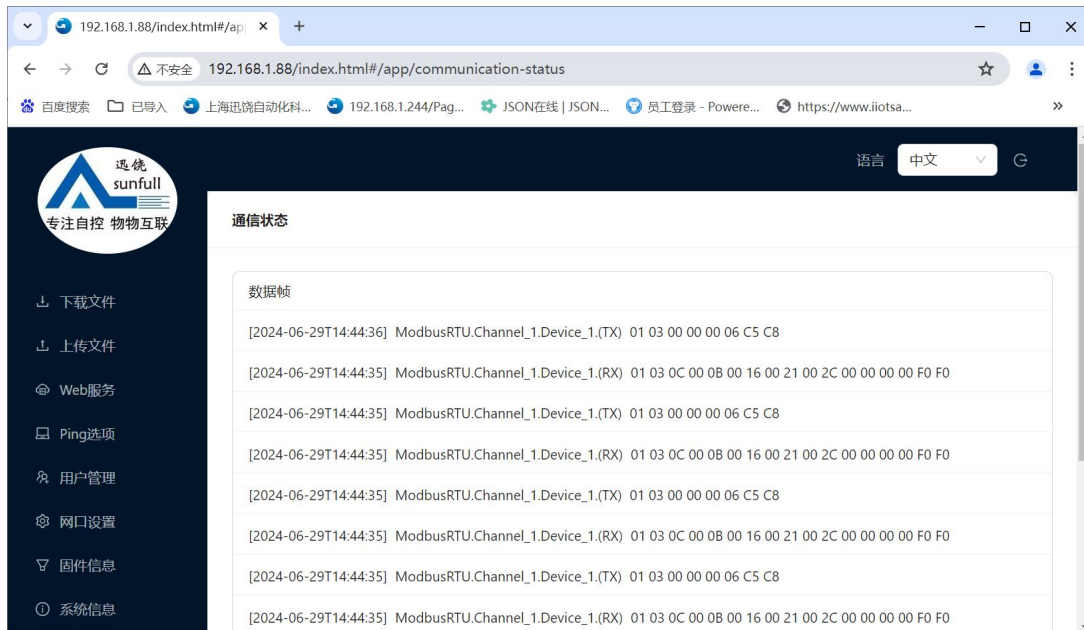 192.168.1.88/index.html#/ap
不安全 192.168.1.88/index.html#/app/communication-status
百度搜索 已导入 上海迅饶自动化科... 192.168.1.244/Pag... JSON在线 | JSON... 员工登录 - Powere... https://www.iiotsa...
迅饶
sunfull
专注自控 物物互联
语言 中文
通信状态
下载文件
上传文件
Web服务
Ping选项
用户管理
网口设置
固件信息
系统信息
数据帧
[2024-06-29T14:44:36] ModbusRTU.Channel_1.Device_1.(TX) 01 03 00 00 00 06 C5 C8
[2024-06-29T14:44:35] ModbusRTU.Channel_1.Device_1.(RX) 01 03 0C 00 0B 00 16 00 21 00 2C 00 00 00 00 F0 F0
[2024-06-29T14:44:35] ModbusRTU.Channel_1.Device_1.(TX) 01 03 00 00 00 06 C5 C8
[2024-06-29T14:44:35] ModbusRTU.Channel_1.Device_1.(RX) 01 03 0C 00 0B 00 16 00 21 00 2C 00 00 00 00 F0 F0
[2024-06-29T14:44:35] ModbusRTU.Channel_1.Device_1.(TX) 01 03 00 00 00 06 C5 C8
[2024-06-29T14:44:35] ModbusRTU.Channel_1.Device_1.(RX) 01 03 0C 00 0B 00 16 00 21 00 2C 00 00 00 00 F0 F0
[2024-06-29T14:44:35] ModbusRTU.Channel_1.Device_1.(TX) 01 03 00 00 00 06 C5 C8
[2024-06-29T14:44:35] ModbusRTU.Channel_1.Device_1.(RX) 01 03 0C 00 0B 00 16 00 21 00 2C 00 00 00 00 F0 F0